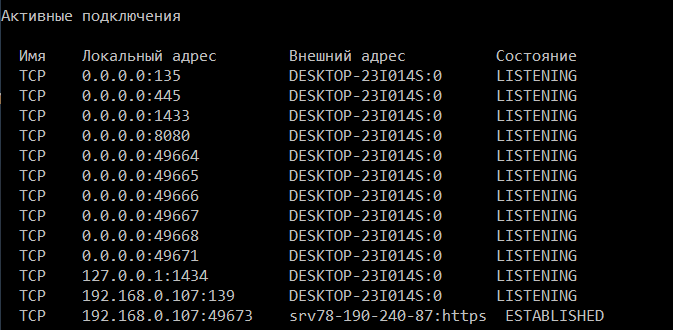 Активные подключения
Имя Локальный адрес Внешний адрес Состояние
TCP 0.0.0.0:135 DESKTOP-23I014S:0 LISTENING
TCP 0.0.0.0:445 DESKTOP-23I014S:0 LISTENING
TCP 0.0.0.0:1433 DESKTOP-23I014S:0 LISTENING
TCP 0.0.0.0:8080 DESKTOP-23I014S:0 LISTENING
TCP 0.0.0.0:49664 DESKTOP-23I014S:0 LISTENING
TCP 0.0.0.0:49665 DESKTOP-23I014S:0 LISTENING
TCP 0.0.0.0:49666 DESKTOP-23I014S:0 LISTENING
TCP 0.0.0.0:49667 DESKTOP-23I014S:0 LISTENING
TCP 0.0.0.0:49668 DESKTOP-23I014S:0 LISTENING
TCP 0.0.0.0:49671 DESKTOP-23I014S:0 LISTENING
TCP 127.0.0.1:1434 DESKTOP-23I014S:0 LISTENING
TCP 192.168.0.107:139 DESKTOP-23I014S:0 LISTENING
TCP 192.168.0.107:49673 srv78-190-240-87:https ESTABLISHED